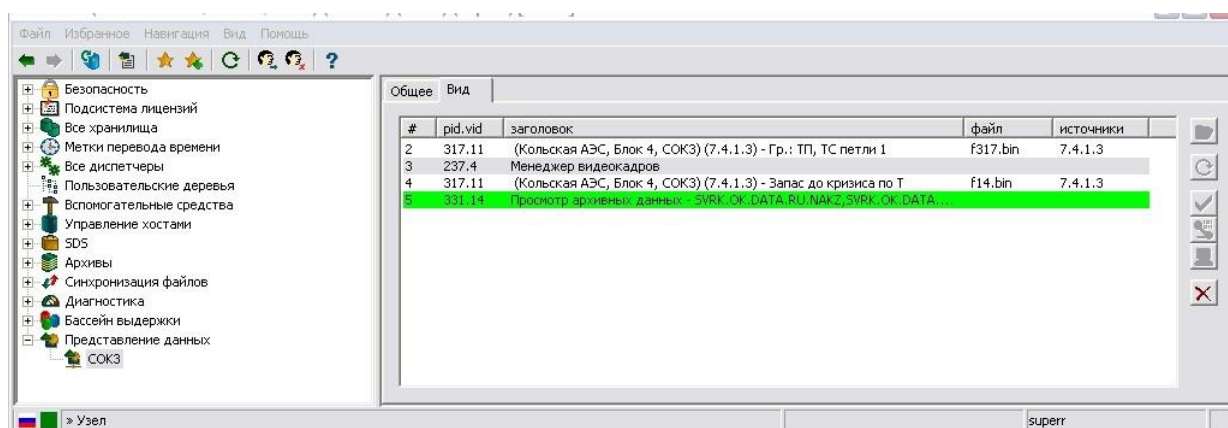 Файл Избранное Навигация Вид Помощь
Безопасность
Подсистема лицензий
Все хранилища
Метки перевода времени
Все диспетчеры
Пользовательские деревья
Вспомогательные средства
Управление хостами
SDS
Архивы
Синхронизация файлов
Диагностика
Бассейн выдержки
Представление данных
СОК3
Общее Вид
# pid.vid заголовок файл источники
2 317.11 (Кольская АЭС, Блок 4, СОК3) (7.4.1.3) - Гр.: ТП, ТС петли 1 f317.bin 7.4.1.3
3 237.4 Менеджер видеокадров
4 317.11 (Кольская АЭС, Блок 4, СОК3) (7.4.1.3) - Запас до кризиса по Т f14.bin 7.4.1.3
5 331.14 Просмотр архивных данных - SVRK.OK.DATA.RU.NAKZ,SVRK.OK.DATA....
» Узел superr